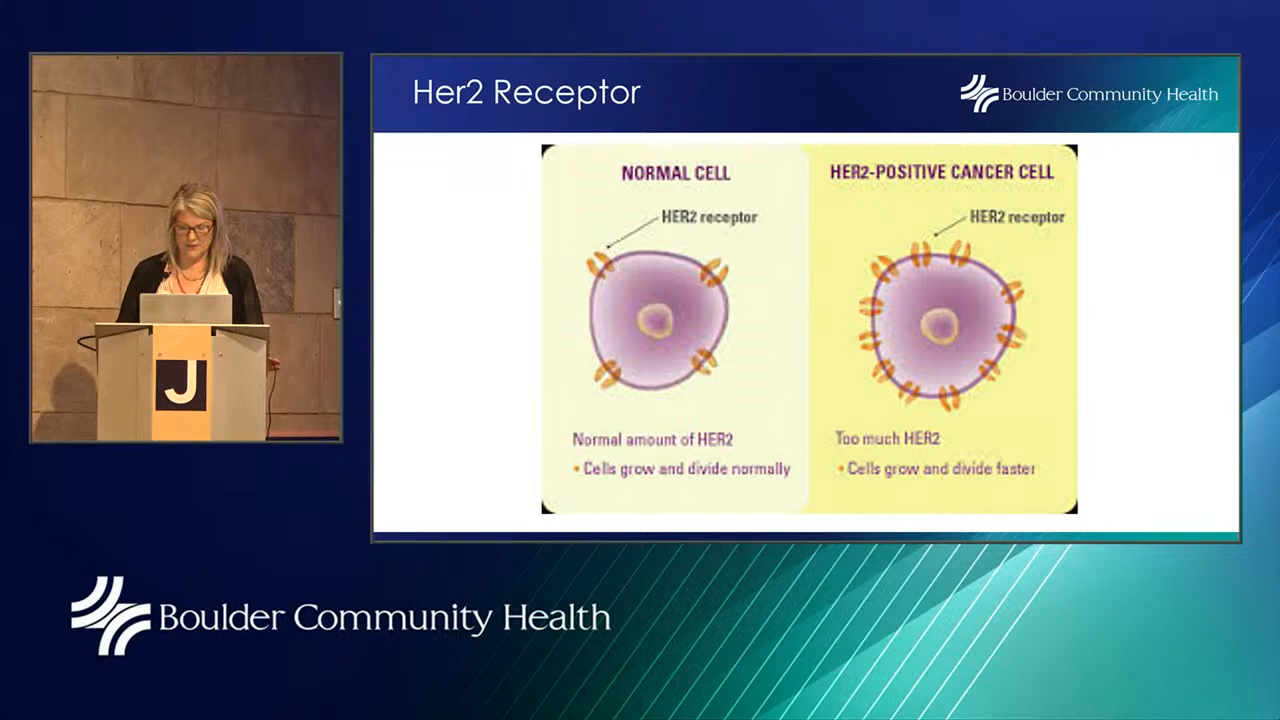 Her2 Receptor
Boulder Community Health
NORMAL CELL
HER2 receptor
Normal amount of HER2
• Cells grow and divide normally
HER2-POSITIVE CANCER CELL
HER2 receptor
Too much HER2
• Cells grow and divide faster
J
Boulder Community Health